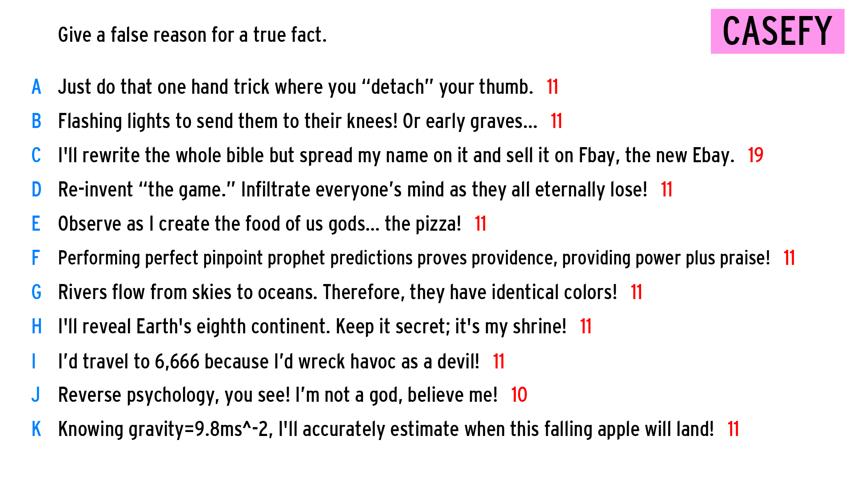 Give a false reason for a true fact.
CASEFY
A Just do that one hand trick where you “detach” your thumb. 11
B Flashing lights to send them to their knees! Or early graves... 11
C I'll rewrite the whole bible but spread my name on it and sell it on Fbay, the new Ebay. 19
D Re-invent “the game.” Infiltrate everyone’s mind as they all eternally lose! 11
E Observe as I create the food of us gods... the pizza! 11
F Performing perfect pinpoint prophet predictions proves providence, providing power plus praise! 11
G Rivers flow from skies to oceans. Therefore, they have identical colors! 11
H I'll reveal Earth's eighth continent. Keep it secret; it's my shrine! 11
I I’d travel to 6,666 because I’d wreck havoc as a devil! 11
J Reverse psychology, you see! I’m not a god, believe me! 10
K Knowing gravity=9.8ms^-2, I'll accurately estimate when this falling apple will land! 11